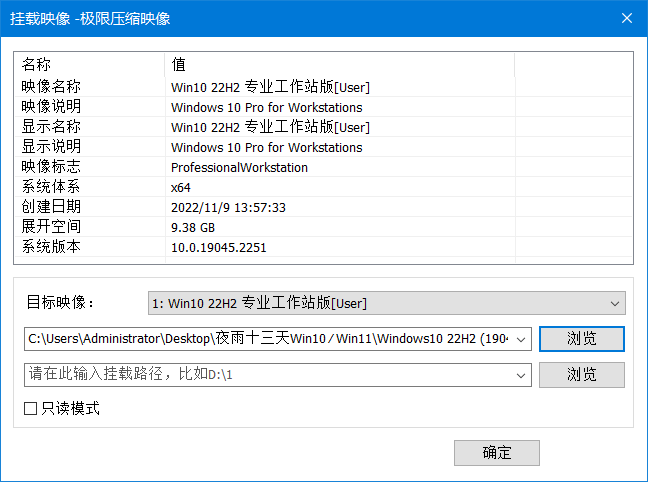 挂载映像 -极限压缩映像
名称 值
映像名称 Win10 22H2 专业工作站版[User]
映像说明 Windows 10 Pro for Workstations
显示名称 Win10 22H2 专业工作站版[User]
显示说明 Windows 10 Pro for Workstations
映像标志 ProfessionalWorkstation
系统体系 x64
创建日期 2022/11/9 13:57:33
展开空间 9.38 GB
系统版本 10.0.19045.2251
目标映像： 1: Win10 22H2 专业工作站版[User]
C:\Users\Administrator\Desktop\夜雨十三天Win10 / Win11\Windows10 22H2 (1904 浏览
请在此输入挂载路径，比如D:\1 浏览
只读模式
确定